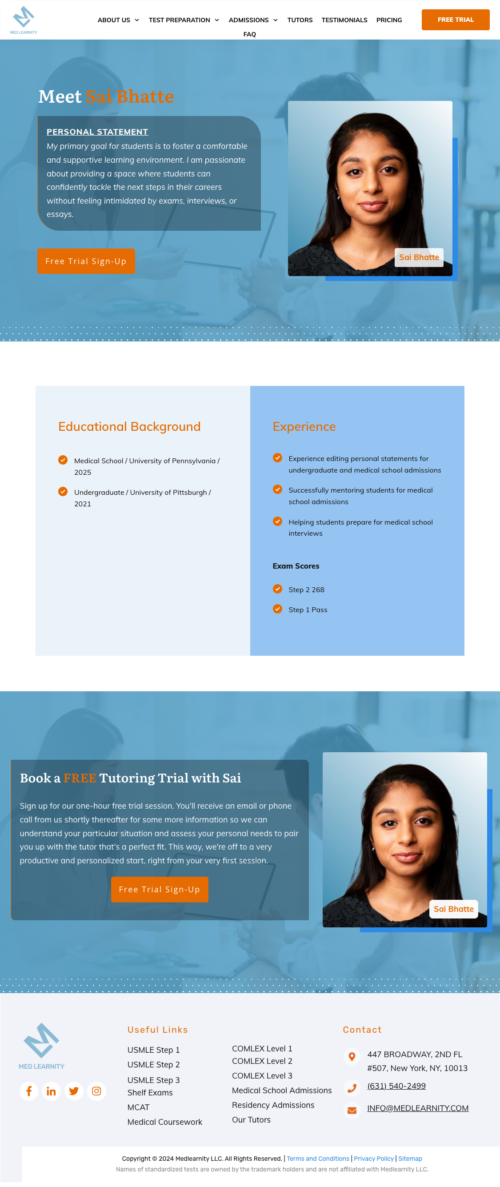 MED LEARNITY
ABOUT US
TEST PREPARATION
ADMISSIONS
TUTORS
TESTIMONIALS
PRICING
FAQ
FREE TRIAL
Meet Sai Bhatte
PERSONAL STATEMENT
My primary goal for students is to foster a comfortable
and supportive learning environment. I am passionate
about providing a space where students can
confidently tackle the next steps in their careers
without feeling intimidated by exams, interviews, or
essays.
Free Trial Sign-Up
Sai Bhatte
Educational Background
Medical School / University of Pennsylvania /
2025
Undergraduate / University of Pittsburgh /
2021
Experience
Experience editing personal statements for
undergraduate and medical school admissions
Successfully mentoring students for medical
school admissions
Helping students prepare for medical school
interviews
Exam Scores
Step 2 268
Step 1 Pass
Book a FREE Tutoring Trial with Sai
Sign up for our one-hour free trial session. You'll receive an email or phone
call from us shortly thereafter for some more information so we can
understand your particular situation and assess your personal needs to pair
you up with the tutor that's a perfect fit. This way, we're off to a very
productive and personalized start, right from your very first session.
Free Trial Sign-Up
Sai Bhatte
MED LEARNITY
Useful Links
USMLE Step 1
USMLE Step 2
USMLE Step 3
Shelf Exams
MCAT
Medical Coursework
COMLEX Level 1
COMLEX Level 2
COMLEX Level 3
Medical School Admissions
Residency Admissions
Our Tutors
Contact
447 BROADWAY, 2ND FL
#507, New York, NY, 10013
(631) 540-2499
INFO@MEDLEARNITY.COM
Copyright © 2024 Medlearnity LLC. All Rights Reserved. | Terms and Conditions | Privacy Policy | Sitemap
Names of standardized tests are owned by the trademark holders and are not affiliated with Medlearnity LLC.